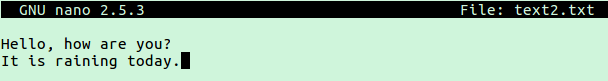 GNU nano 2.5.3 File: text2.txt
Hello, how are you?
It is raining today.